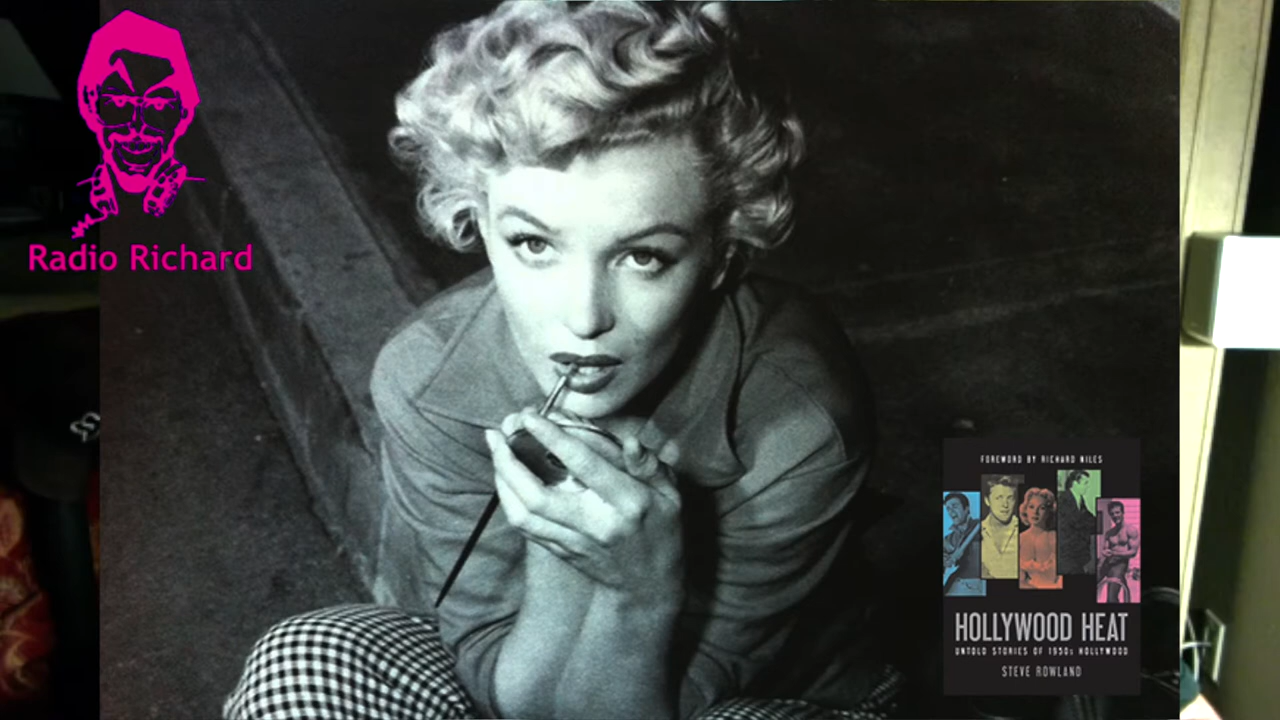 Radio Richard
FOREWORD BY RICHARD NILES
HOLLYWOOD HEAT
UNTOLD STORIES OF 1950s HOLLYWOOD
STEVE ROWLAND